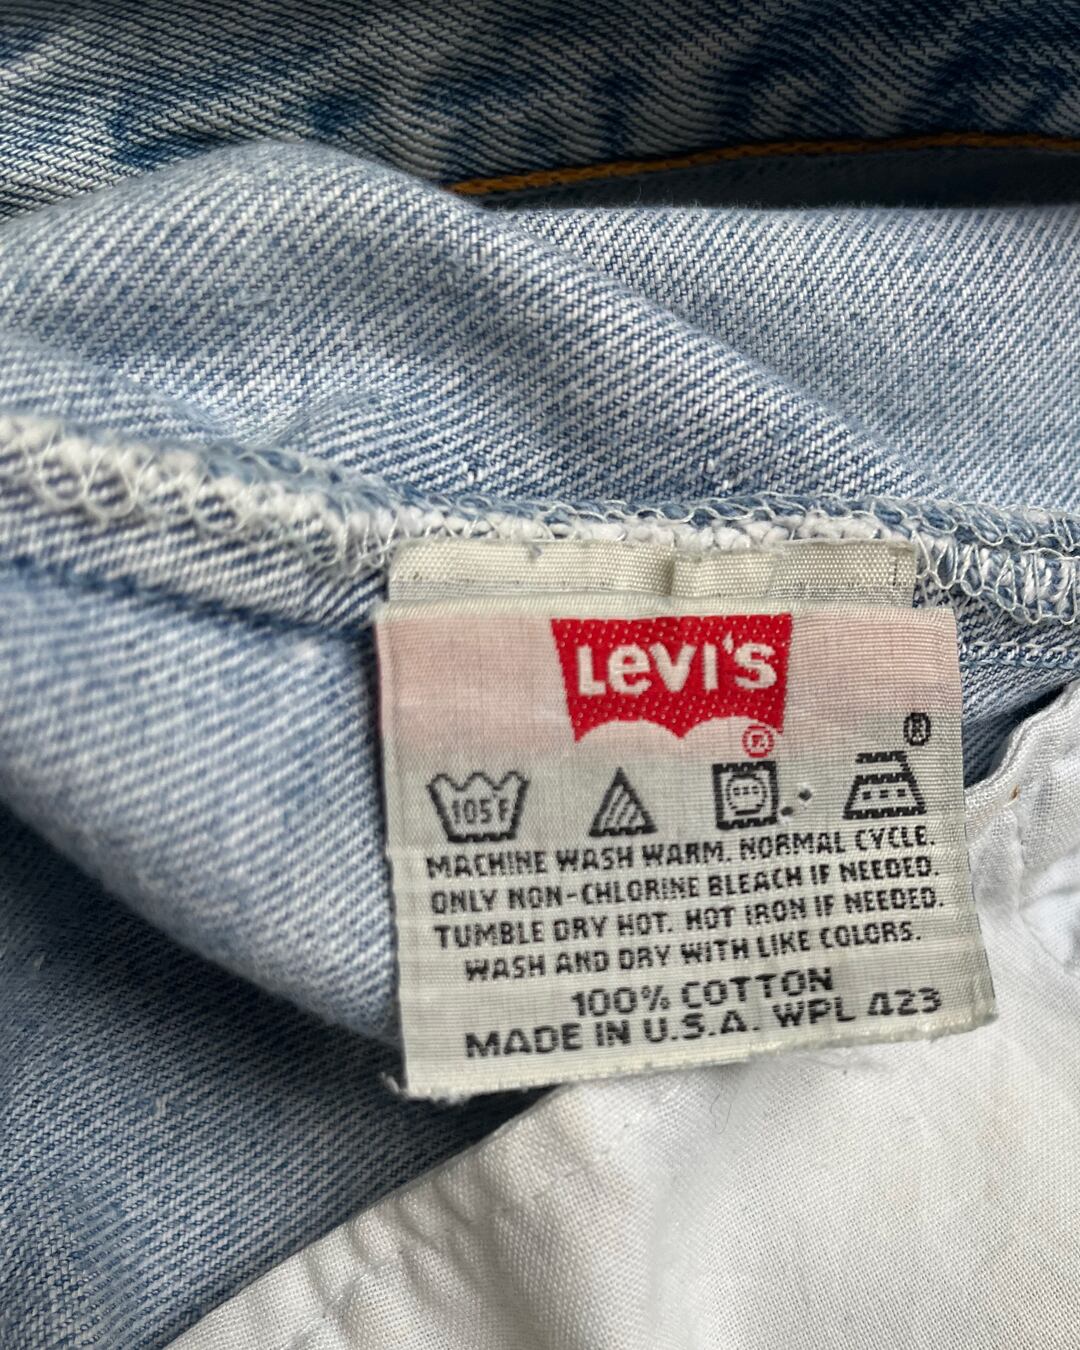 Levi's
®
®
105F
MACHINE WASH WARM. NORMAL CYCLE.
ONLY NON-CHLORINE BLEACH IF NEEDED.
TUMBLE DRY HOT. HOT IRON IF NEEDED.
WASH AND DRY WITH LIKE COLORS.
100% COTTON
MADE IN U.S.A. WPL 423